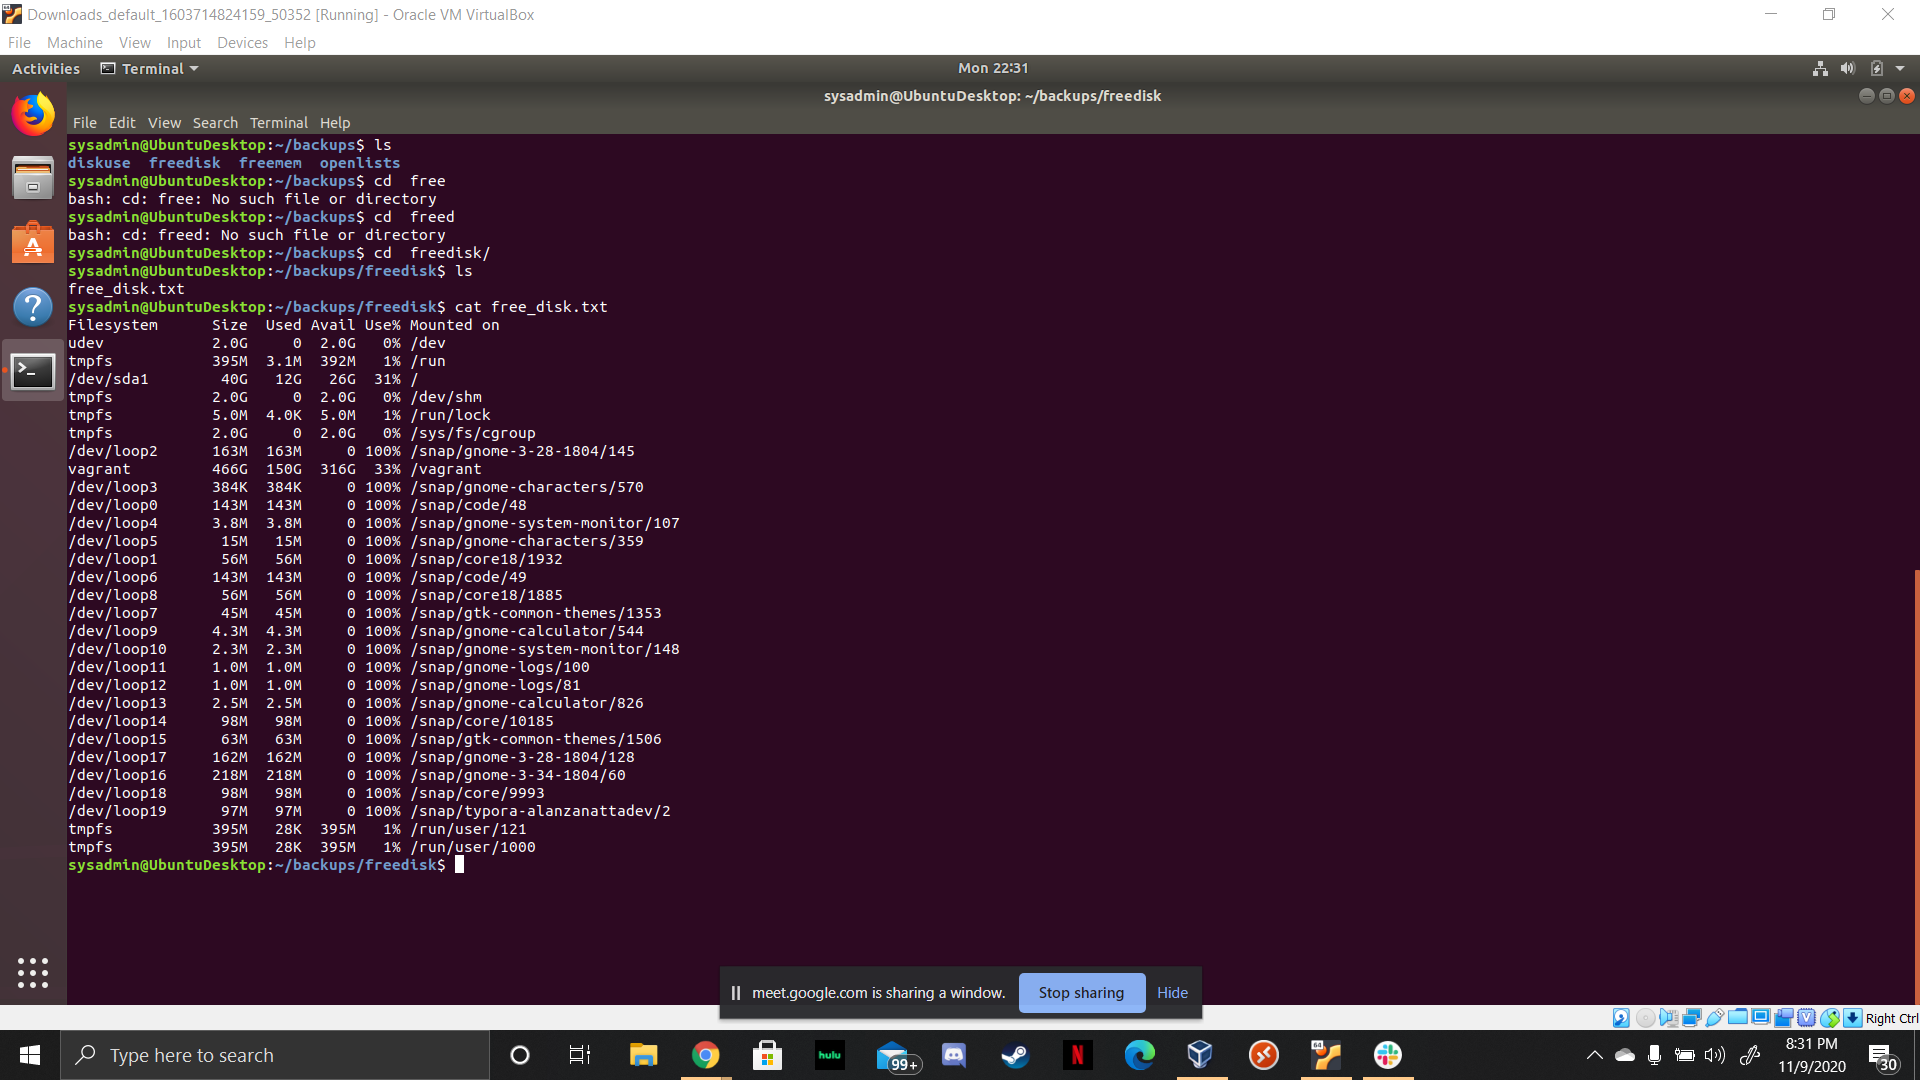 Downloads_default_1603714824159_50352 [Running] - Oracle VM VirtualBox
File Machine View Input Devices Help
Activities Terminal Mon 22:31
sysadmin@UbuntuDesktop: ~/backups/freedisk
File Edit View Search Terminal Help
sysadmin@UbuntuDesktop:~/backups$ ls
diskuse  freedisk  freemem  openlists
sysadmin@UbuntuDesktop:~/backups$ cd  free
bash: cd: free: No such file or directory
sysadmin@UbuntuDesktop:~/backups$ cd  freed
bash: cd: freed: No such file or directory
sysadmin@UbuntuDesktop:~/backups$ cd  freedisk/
sysadmin@UbuntuDesktop:~/backups/freedisk$ ls
free_disk.txt
sysadmin@UbuntuDesktop:~/backups/freedisk$ cat free_disk.txt
Filesystem      Size  Used Avail Use% Mounted on
udev            2.0G     0  2.0G   0% /dev
tmpfs           395M  3.1M  392M   1% /run
/dev/sda1        40G   12G   26G  31% /
tmpfs           2.0G     0  2.0G   0% /dev/shm
tmpfs           5.0M  4.0K  5.0M   1% /run/lock
tmpfs           2.0G     0  2.0G   0% /sys/fs/cgroup
/dev/loop2      163M  163M     0 100% /snap/gnome-3-28-1804/145
vagrant         466G  150G  316G  33% /vagrant
/dev/loop3      384K  384K     0 100% /snap/gnome-characters/570
/dev/loop0      143M  143M     0 100% /snap/code/48
/dev/loop4      3.8M  3.8M     0 100% /snap/gnome-system-monitor/107
/dev/loop5       15M   15M     0 100% /snap/gnome-characters/359
/dev/loop1       56M   56M     0 100% /snap/core18/1932
/dev/loop6      143M  143M     0 100% /snap/code/49
/dev/loop8       56M   56M     0 100% /snap/core18/1885
/dev/loop7       45M   45M     0 100% /snap/gtk-common-themes/1353
/dev/loop9      4.3M  4.3M     0 100% /snap/gnome-calculator/544
/dev/loop10     2.3M  2.3M     0 100% /snap/gnome-system-monitor/148
/dev/loop11     1.0M  1.0M     0 100% /snap/gnome-logs/100
/dev/loop12     1.0M  1.0M     0 100% /snap/gnome-logs/81
/dev/loop13     2.5M  2.5M     0 100% /snap/gnome-calculator/826
/dev/loop14      98M   98M     0 100% /snap/core/10185
/dev/loop15      63M   63M     0 100% /snap/gtk-common-themes/1506
/dev/loop17     162M  162M     0 100% /snap/gnome-3-28-1804/128
/dev/loop16     218M  218M     0 100% /snap/gnome-3-34-1804/60
/dev/loop18      98M   98M     0 100% /snap/core/9993
/dev/loop19      97M   97M     0 100% /snap/typora-alanzanattadev/2
tmpfs           395M   28K  395M   1% /run/user/121
tmpfs           395M   28K  395M   1% /run/user/1000
sysadmin@UbuntuDesktop:~/backups/freedisk$
meet.google.com is sharing a window. Stop sharing Hide
Right Ctrl
Type here to search
hulu
99+
8:31 PM
11/9/2020
30